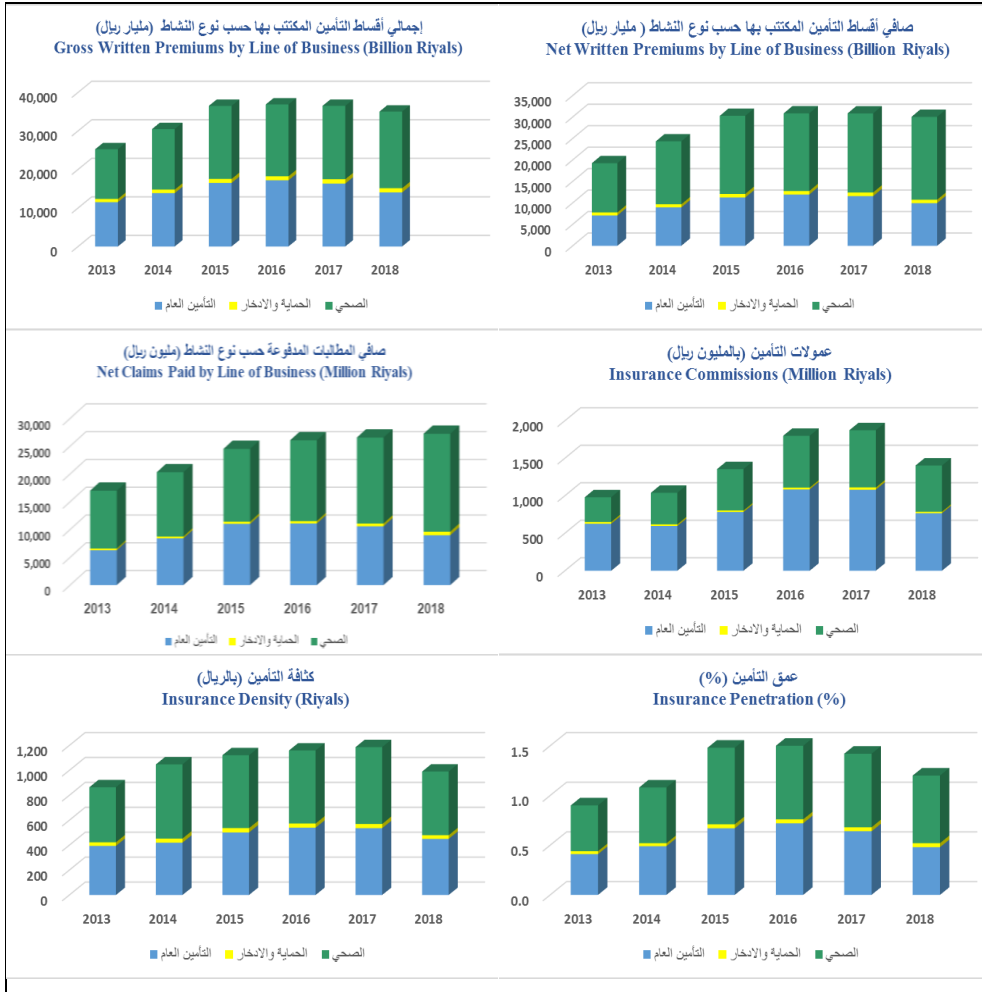 إجمالي أقساط التأمين المكتتب بها حسب نوع النشاط (مليار ريال)
Gross Written Premiums by Line of Business (Billion Riyals)
40,000
30,000
20,000
10,000
0
2013 2014 2015 2016 2017 2018
التأمين العام الحماية والادخار الصحي
صافي أقساط التأمين المكتتب بها حسب نوع النشاط ( مليار ريال)
Net Written Premiums by Line of Business (Billion Riyals)
35,000
30,000
25,000
20,000
15,000
10,000
5,000
0
2013 2014 2015 2016 2017 2018
التأمين العام الحماية والادخار الصحي
صافي المطالبات المدفوعة حسب نوع النشاط (مليون ريال)
Net Claims Paid by Line of Business (Million Riyals)
30,000
25,000
20,000
15,000
10,000
5,000
0
2013 2014 2015 2016 2017 2018
التأمين العام الحماية والادخار الصحي
عمولات التأمين (بالمليون ريال)
Insurance Commissions (Million Riyals)
2,000
1,500
1,000
500
0
2013 2014 2015 2016 2017 2018
التأمين العام الحماية والادخار الصحي
كثافة التأمين (بالريال)
Insurance Density (Riyals)
1,200
1,000
800
600
400
200
0
2013 2014 2015 2016 2017 2018
التأمين العام الحماية والادخار الصحي
عمق التأمين (%)
Insurance Penetration (%)
1.5
1.0
0.5
0.0
2013 2014 2015 2016 2017 2018
التأمين العام الحماية والادخار الصحي